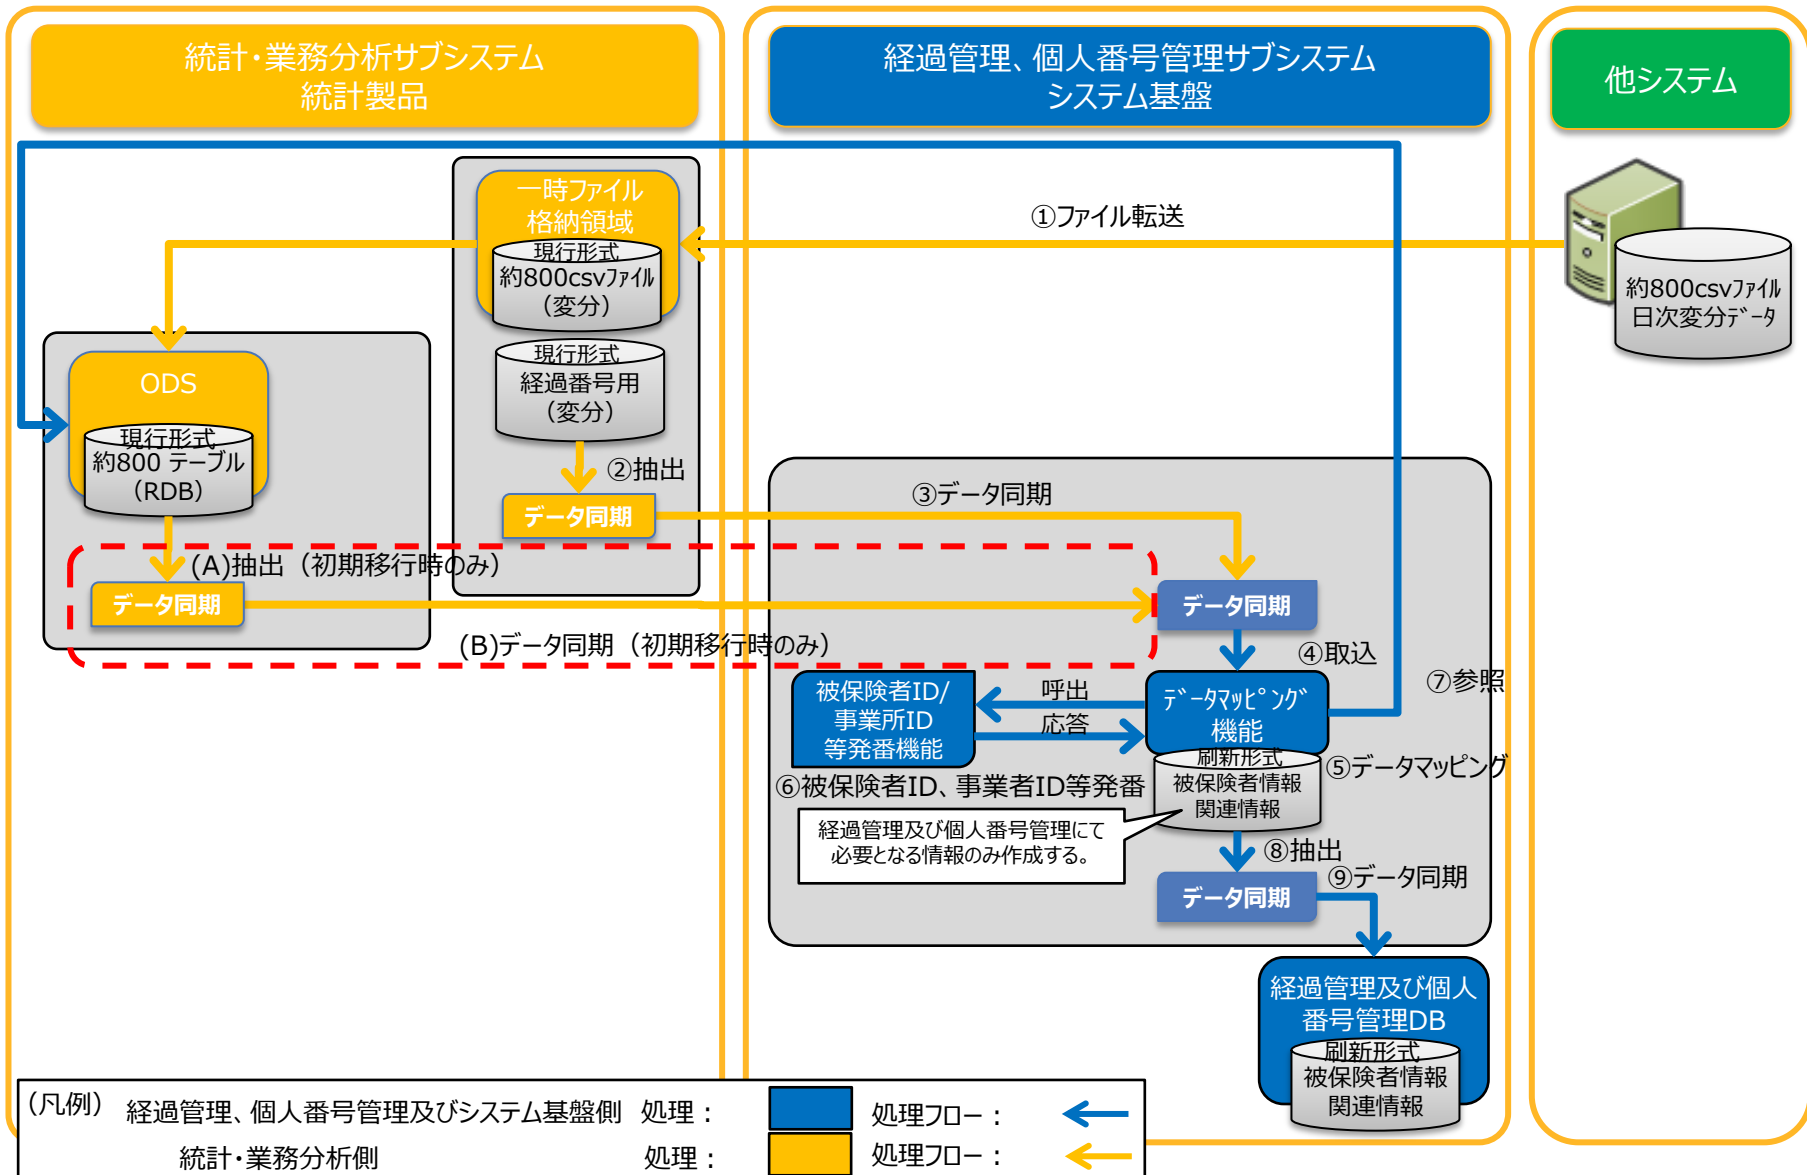 統計・業務分析サブシステム
統計製品
経過管理、個人番号管理サブシステム
システム基盤
他システム
一時ファイル
格納領域
現行形式
約800csvファイル
（変分）
①ファイル転送
約800csvファイル
日次変分データ
現行形式
経過番号用
（変分）
ODS
現行形式
約800 テーブル
（RDB）
②抽出
データ同期
③データ同期
(A)抽出（初期移行時のみ）
データ同期
データ同期
(B)データ同期（初期移行時のみ）
④取込
⑦参照
被保険者ID/
事業所ID
等発番機能
呼出
応答
データマッピング
機能
刷新形式
被保険者情報
関連情報
⑤データマッピング
⑥被保険者ID、事業者ID等発番
経過管理及び個人番号管理にて
必要となる情報のみ作成する。
⑧抽出
⑨データ同期
データ同期
経過管理及び個人
番号管理DB
刷新形式
被保険者情報
関連情報
（凡例）
経過管理、個人番号管理及びシステム基盤側 処理： 処理フロー：
統計・業務分析側 処理： 処理フロー：